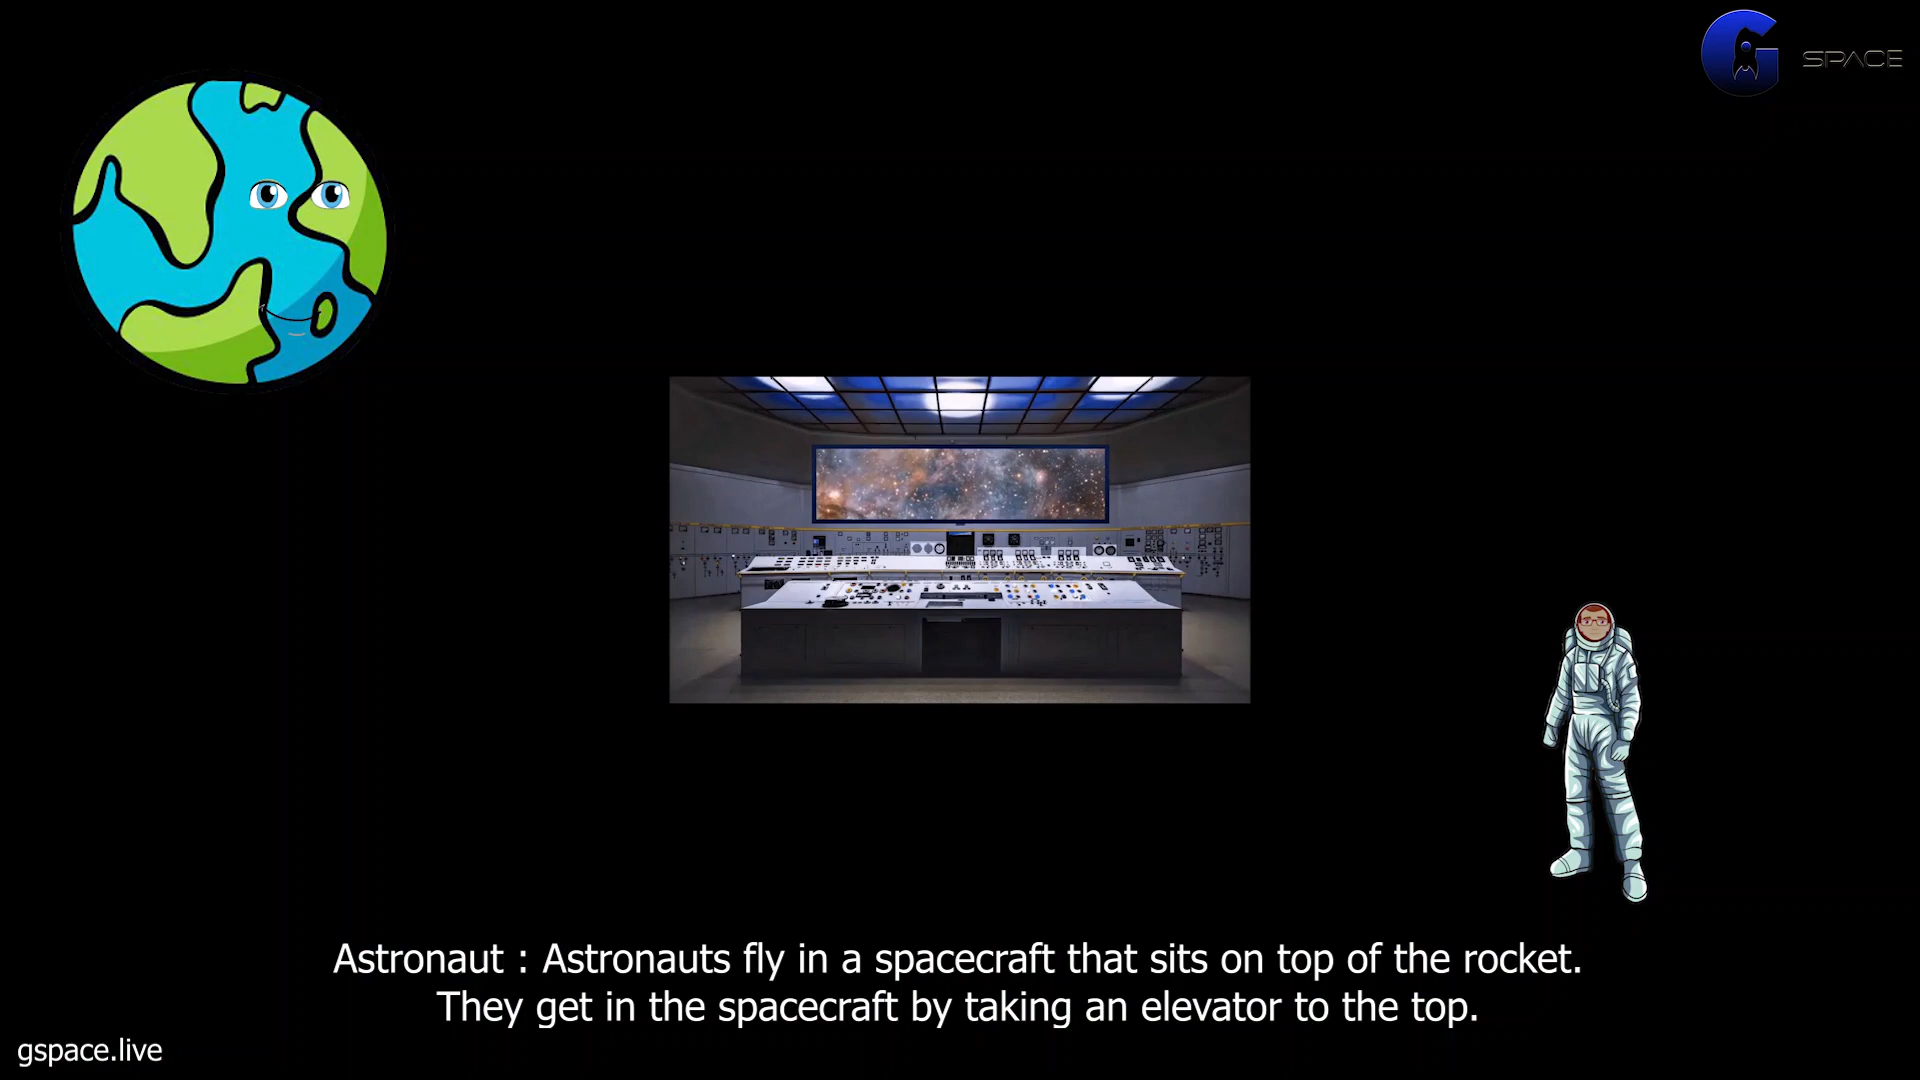 SPACE
Astronaut : Astronauts fly in a spacecraft that sits on top of the rocket.
They get in the spacecraft by taking an elevator to the top.
gspace.live